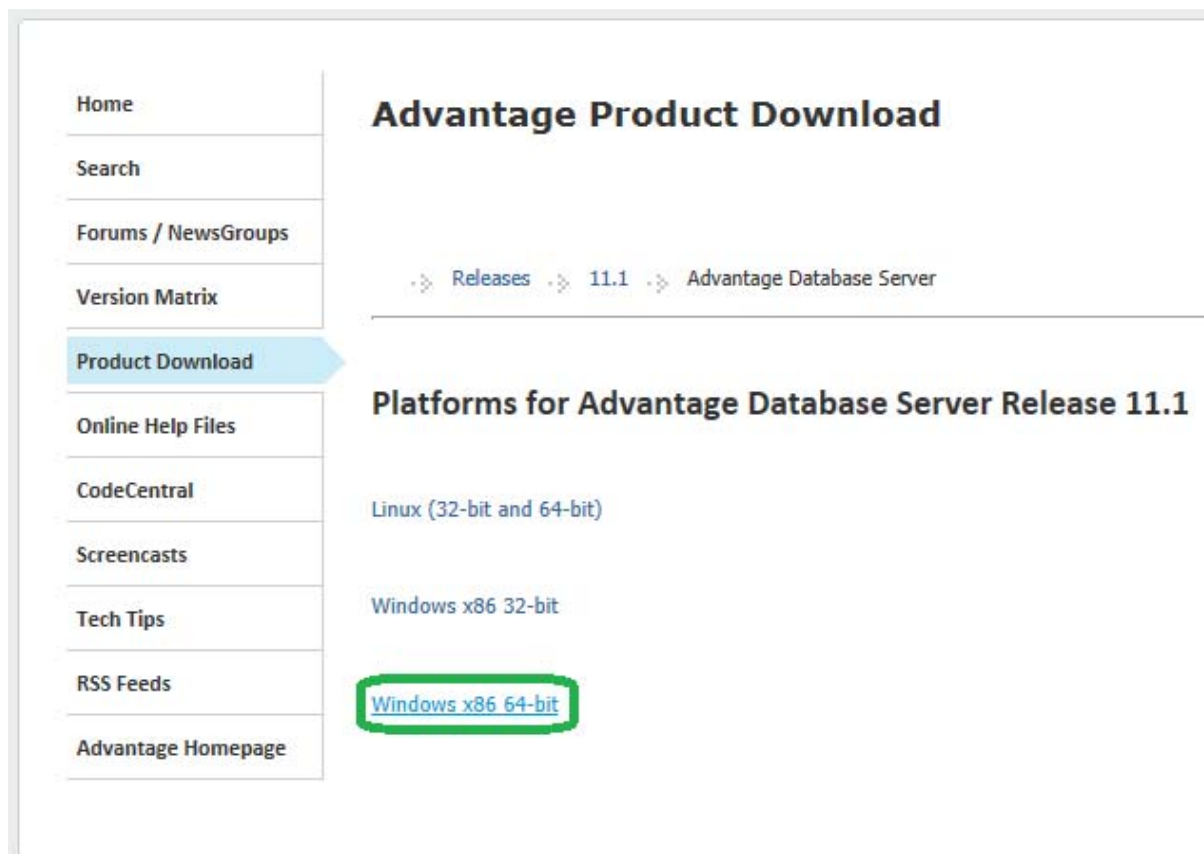 Home
Search
Forums / NewsGroups
Version Matrix
Product Download
Online Help Files
CodeCentral
Screencasts
Tech Tips
RSS Feeds
Advantage Homepage
Advantage Product Download
Releases 11.1 Advantage Database Server
Platforms for Advantage Database Server Release 11.1
Linux (32-bit and 64-bit)
Windows x86 32-bit
Windows x86 64-bit